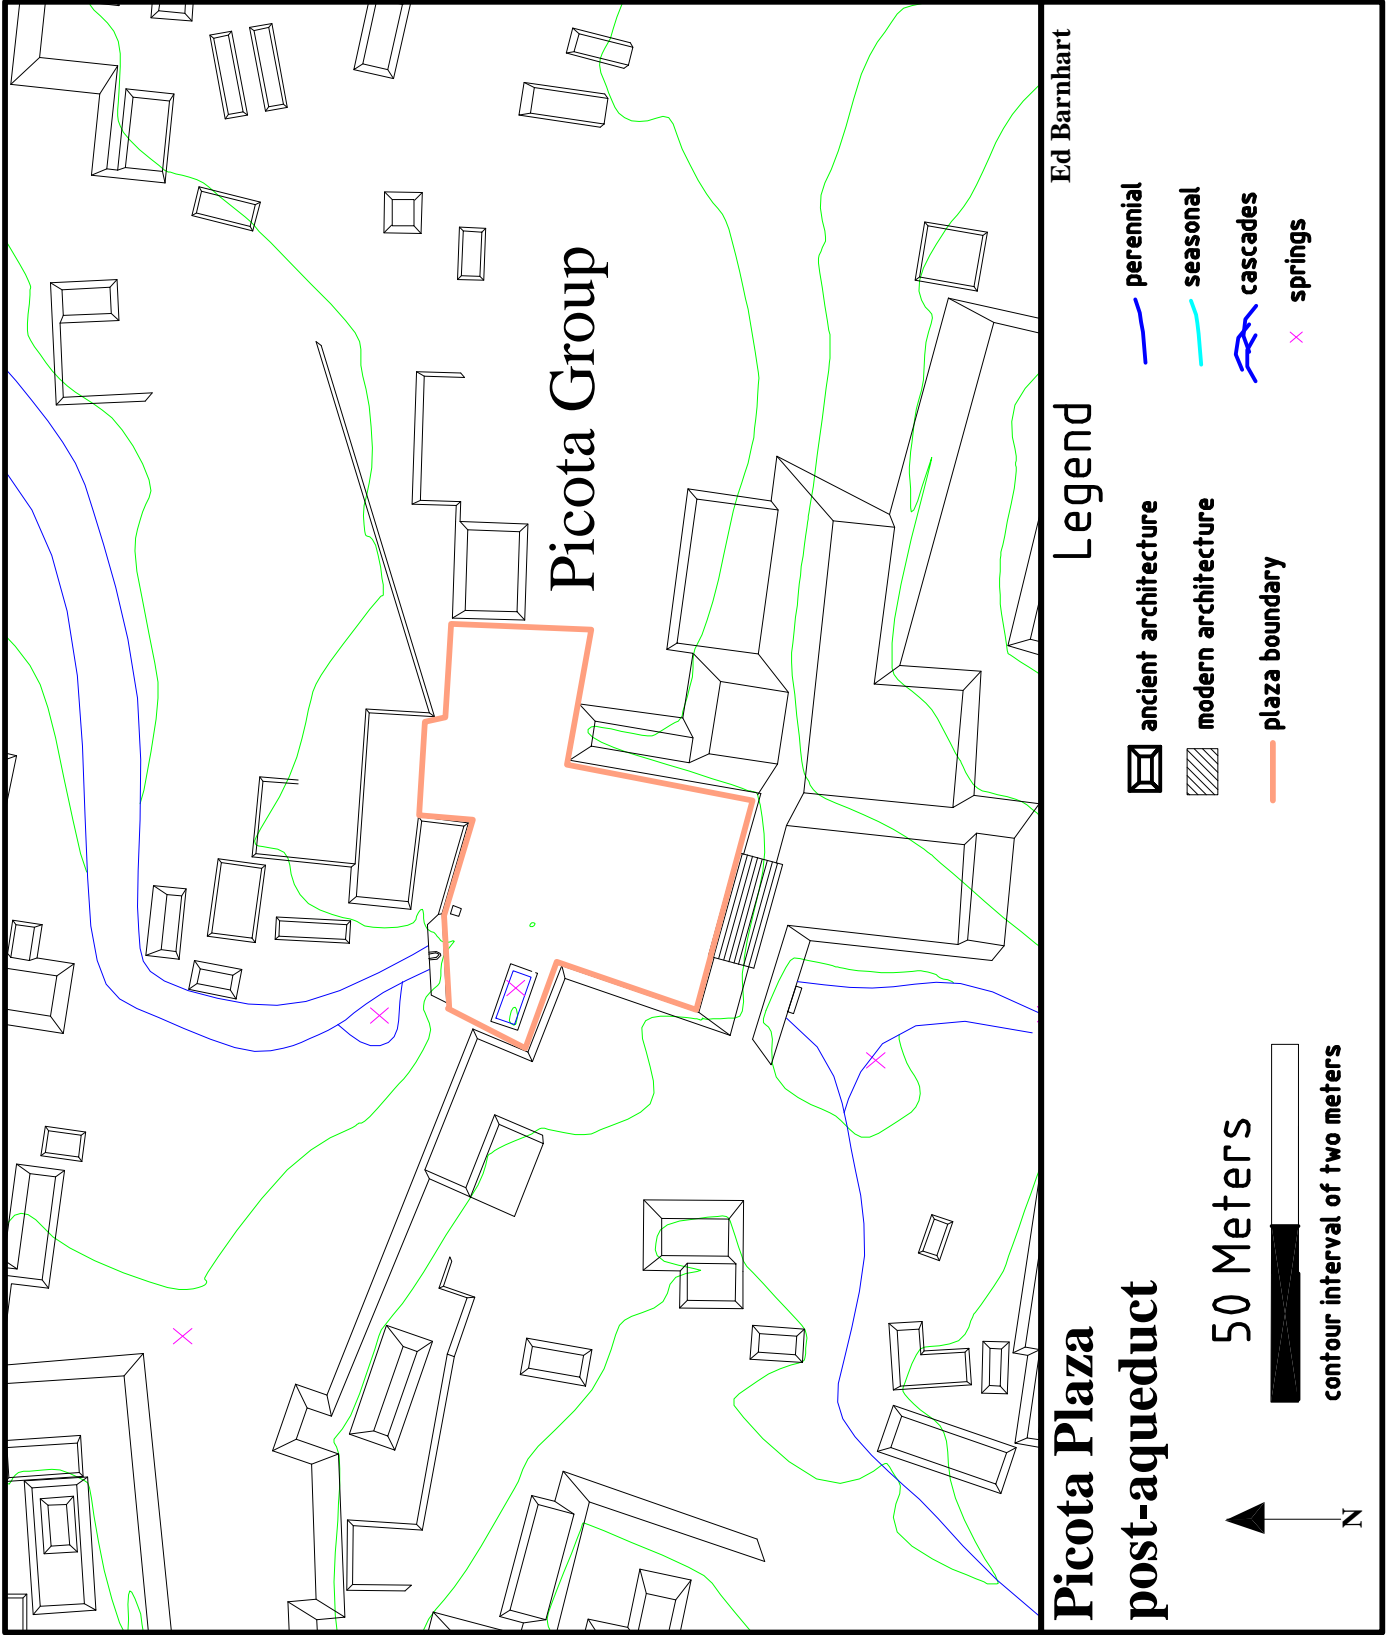 Picota Group
Picota Plaza
post-aqueduct
50 Meters
contour interval of two meters
N
Legend
ancient architecture
modern architecture
plaza boundary
perennial
seasonal
cascades
springs
Ed Barnhart